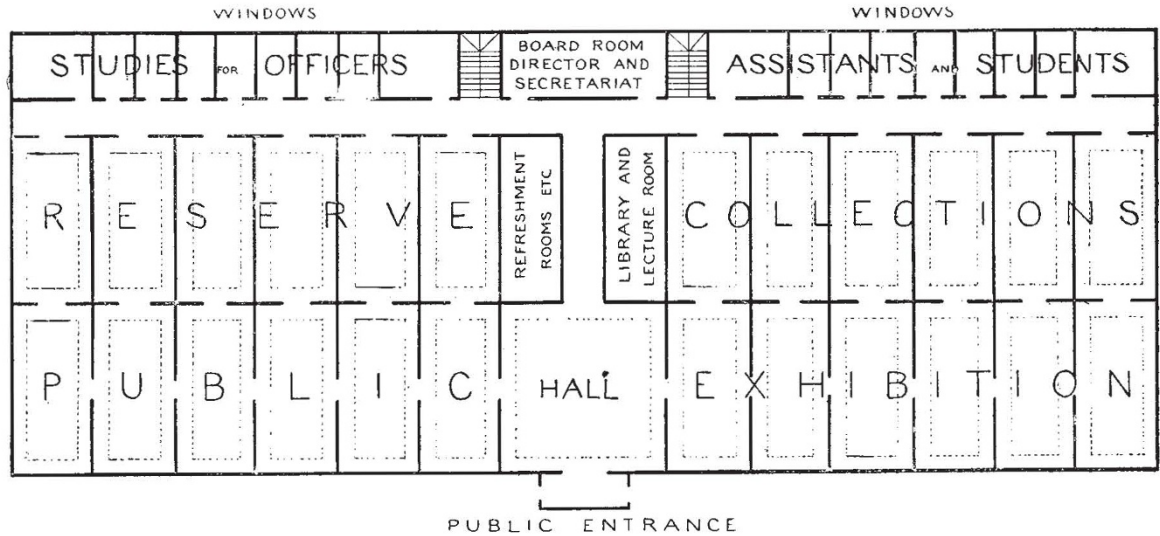 WINDOWS WINDOWS
STUDIES FOR OFFICERS
BOARD ROOM
DIRECTOR AND
SECRETARIAT
ASSISTANTS AND STUDENTS
RESERVE
REFRESHMENT
ROOMS ETC
LIBRARY AND
LECTURE ROOM
COLLECTIONS
PUBLIC
HALL
EXHIBITION
PUBLIC ENTRANCE